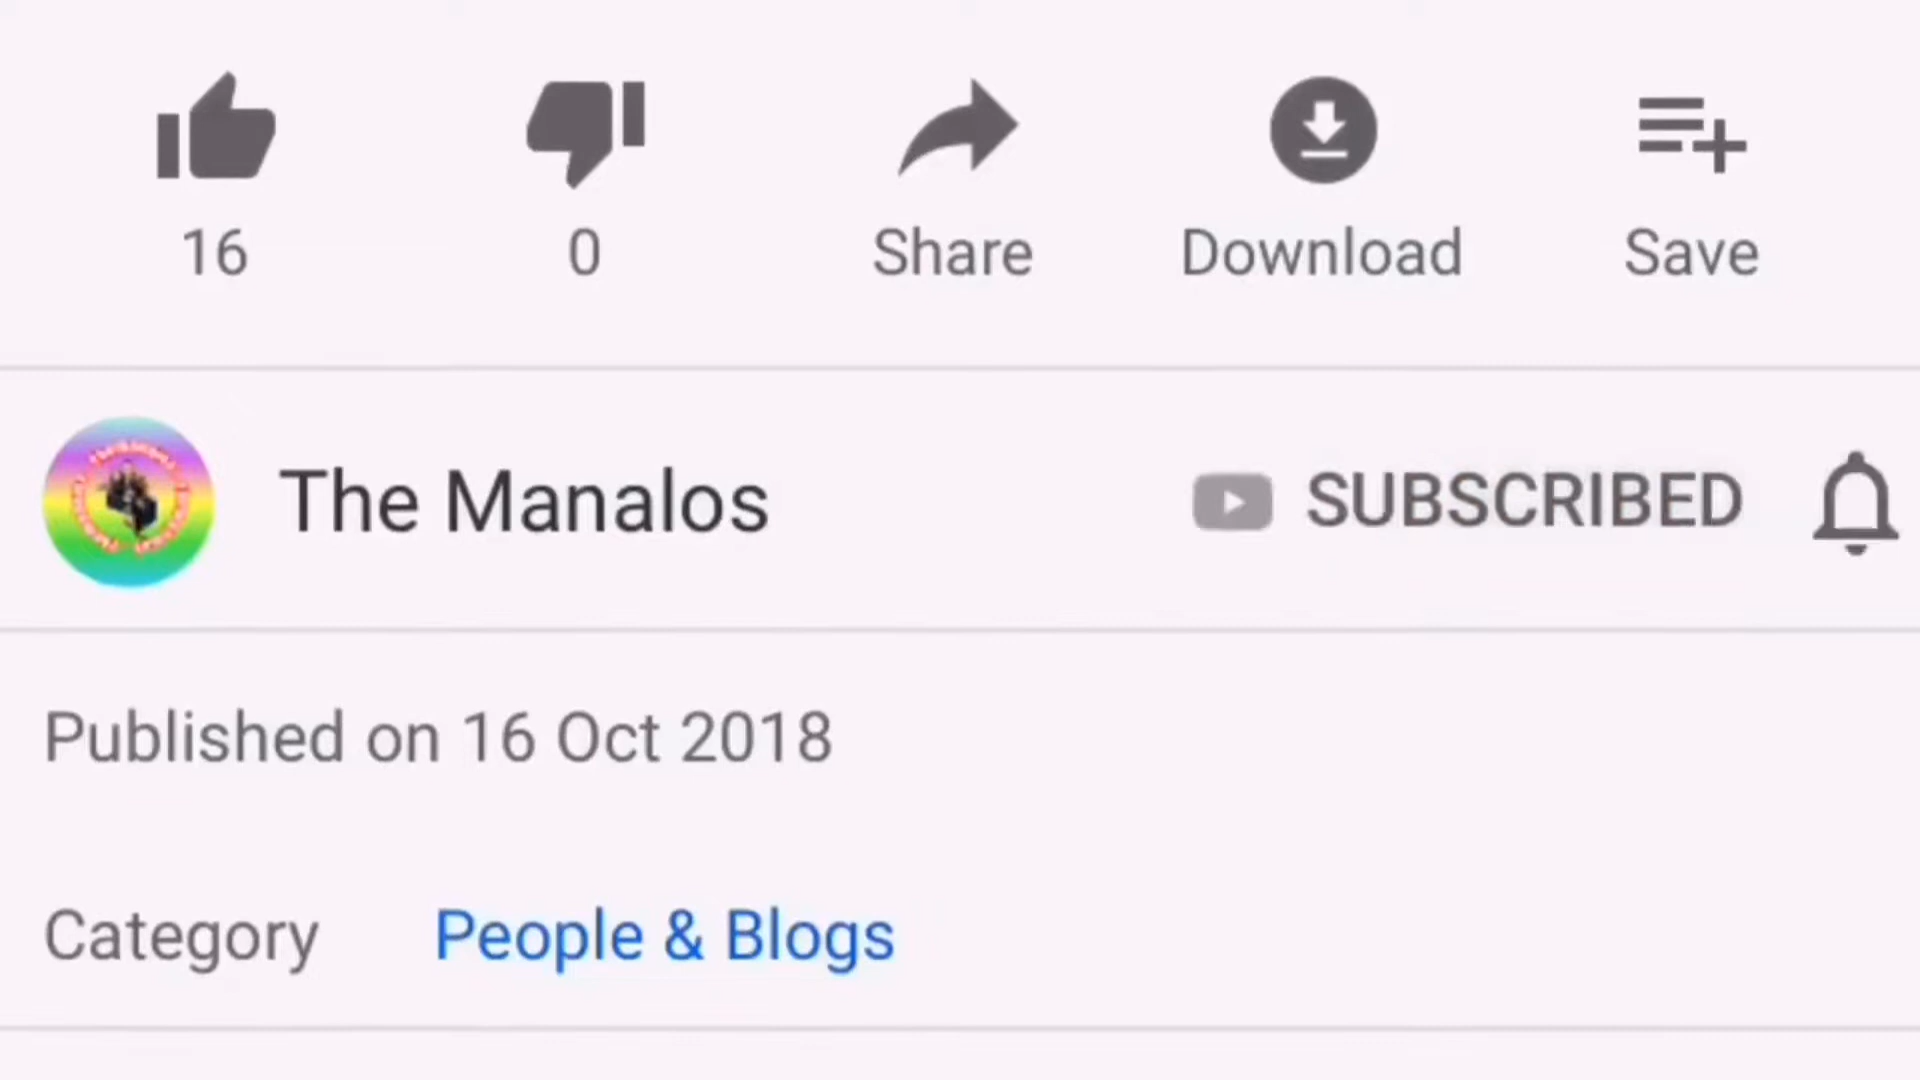 16 0 Share Download Save
The Manalos SUBSCRIBED
Published on 16 Oct 2018
Category People & Blogs